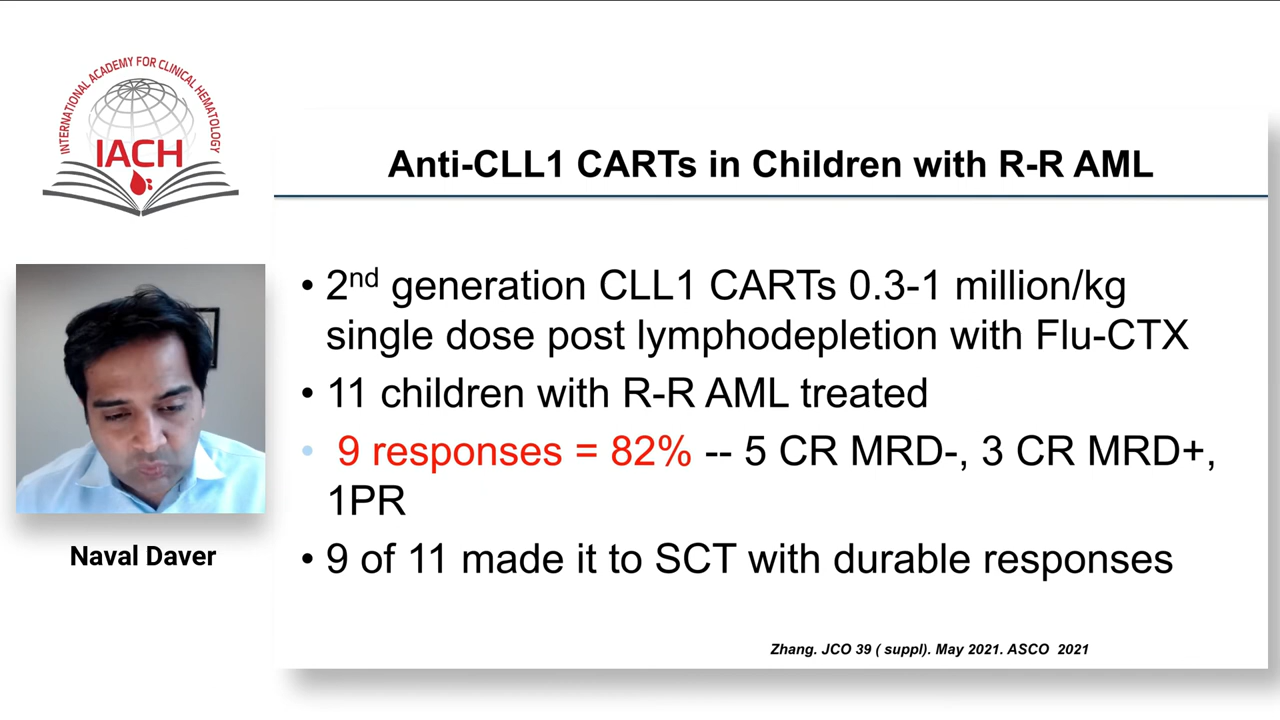 INTERNATIONAL ACADEMY FOR CLINICAL HEMATOLOGY
IACH
Naval Daver
Anti-CLL1 CARTs in Children with R-R AML
• 2nd generation CLL1 CARTs 0.3-1 million/kg
single dose post lymphodepletion with Flu-CTX
• 11 children with R-R AML treated
• 9 responses = 82% -- 5 CR MRD-, 3 CR MRD+,
1PR
• 9 of 11 made it to SCT with durable responses
Zhang. JCO 39 ( suppl). May 2021. ASCO 2021